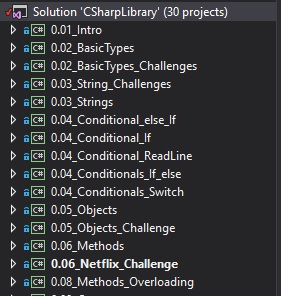 Solution 'CSharpLibrary' (30 projects)
C# 0.01_Intro
C# 0.02_BasicTypes
C# 0.02_BasicTypes_Challenges
C# 0.03_String_Challenges
C# 0.03_Strings
C# 0.04_Conditional_else_If
C# 0.04_Conditional_If
C# 0.04_Conditional_ReadLine
C# 0.04_Conditionals_If_else
C# 0.04_Conditionals_Switch
C# 0.05_Objects
C# 0.05_Objects_Challenge
C# 0.06_Methods
C# 0.06_Netflix_Challenge
C# 0.08_Methods_Overloading